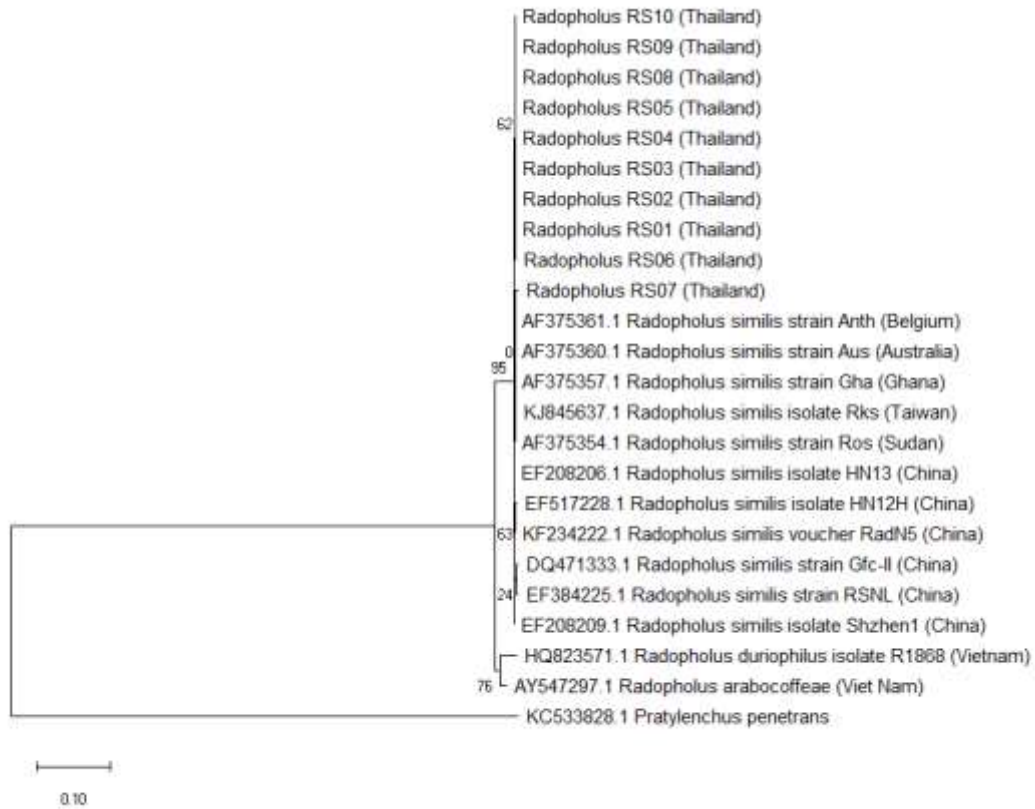 Radopholus RS10 (Thailand)
Radopholus RS09 (Thailand)
Radopholus RS08 (Thailand)
Radopholus RS05 (Thailand)
62
Radopholus RS04 (Thailand)
Radopholus RS03 (Thailand)
Radopholus RS02 (Thailand)
Radopholus RS01 (Thailand)
Radopholus RS06 (Thailand)
Radopholus RS07 (Thailand)
AF375361.1 Radopholus similis strain Anth (Belgium)
0 AF375360.1 Radopholus similis strain Aus (Australia)
95
AF375357.1 Radopholus similis strain Gha (Ghana)
KJ845637.1 Radopholus similis isolate Rks (Taiwan)
AF375354.1 Radopholus similis strain Ros (Sudan)
EF208206.1 Radopholus similis isolate HN13 (China)
EF517228.1 Radopholus similis isolate HN12H (China)
63 KF234222.1 Radopholus similis voucher RadN5 (China)
DQ471333.1 Radopholus similis strain Gfc-II (China)
24 EF384225.1 Radopholus similis strain RSNL (China)
EF208209.1 Radopholus similis isolate Shzhen1 (China)
HQ823571.1 Radopholus duriophilus isolate R1868 (Vietnam)
76 AY547297.1 Radopholus arabocoffeae (Viet Nam)
KC533828.1 Pratylenchus penetrans
0.10